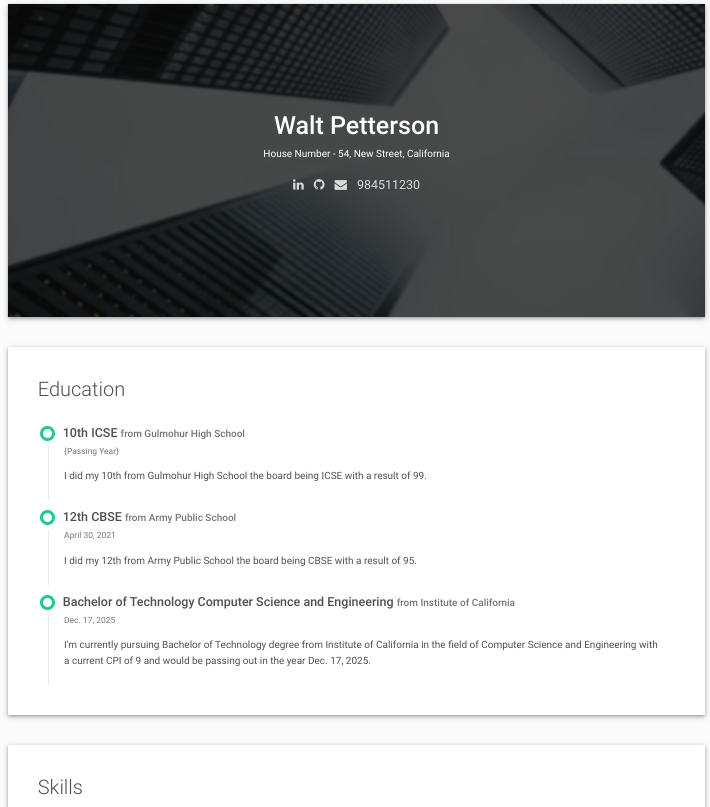 Walt Petterson
House Number - 54, New Street, California
in 984511230
Education
10th ICSE from Gulmohur High School
{Passing Year}
I did my 10th from Gulmohur High School the board being ICSE with a result of 99.
12th CBSE from Army Public School
April 30, 2021
I did my 12th from Army Public School the board being CBSE with a result of 95.
Bachelor of Technology Computer Science and Engineering from Institute of California
Dec. 17, 2025
I'm currently pursuing Bachelor of Technology degree from Institute of California in the field of Computer Science and Engineering with
a current CPI of 9 and would be passing out in the year Dec. 17, 2025.
Skills